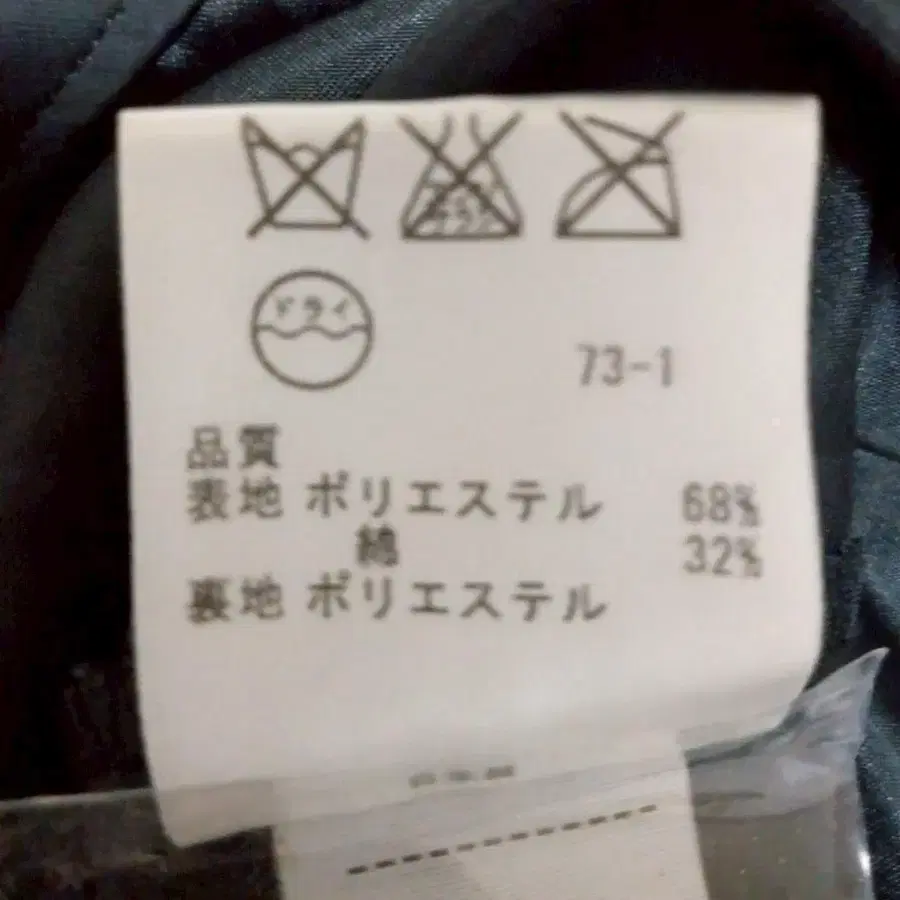 ドライ
73-1
品質
表地 ポリエステル 68%
綿 32%
裏地 ポリエステル